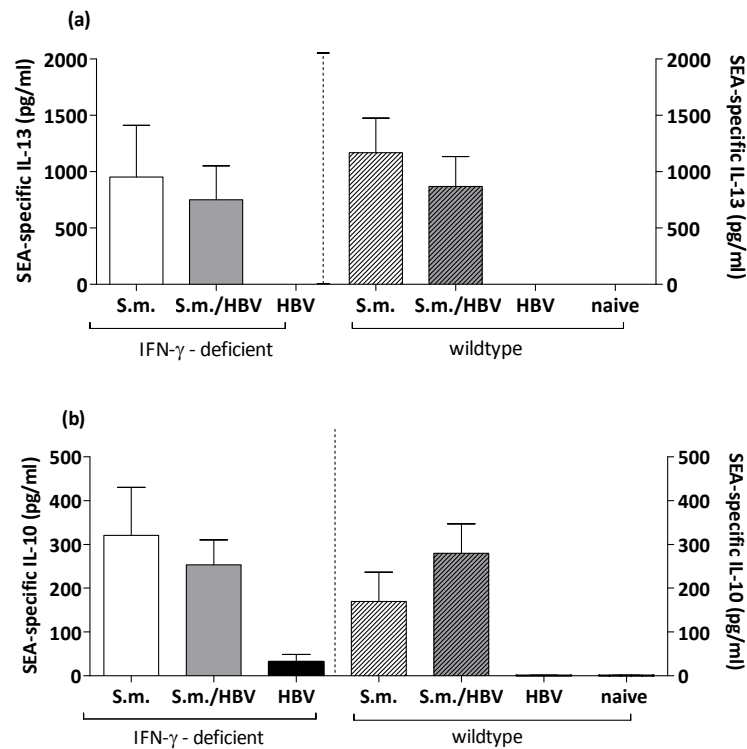 (a)
SEA-specific IL-13 (pg/ml)
2000
1500
1000
500
0
2000
1500
1000
500
0
SEA-specific IL-13 (pg/ml)
S.m. S.m./HBV HBV S.m. S.m./HBV HBV naive
IFN-γ - deficient wildtype
(b)
SEA-specific IL-10 (pg/ml)
500
400
300
200
100
0
500
400
300
200
100
0
SEA-specific IL-10 (pg/ml)
S.m. S.m./HBV HBV S.m. S.m./HBV HBV naive
IFN-γ - deficient wildtype